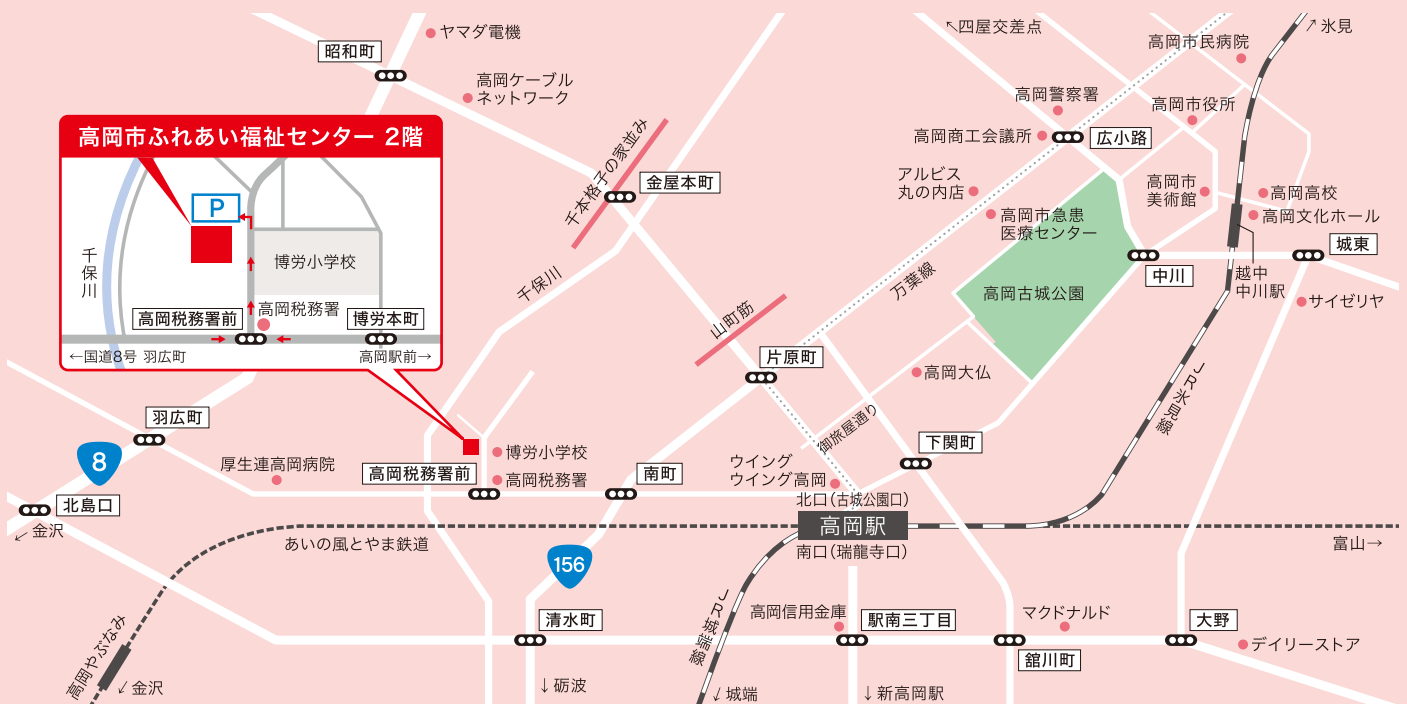 ヤマダ電機
昭和町
高岡ケーブル
ネットワーク
↖四屋交差点
↗氷見
高岡市民病院
高岡警察署
高岡市役所
高岡商工会議所
広小路
高岡市ふれあい福祉センター 2階
P
千保川
博労小学校
高岡税務署
高岡税務署前
博労本町
←国道8号 羽広町
高岡駅前→
千本格子の家並み
金屋本町
アルビス
丸の内店
高岡市急患
医療センター
高岡市
美術館
高岡高校
高岡文化ホール
城東
中川
越中
中川駅
サイゼリヤ
高岡古城公園
万葉線
千保川
山町筋
片原町
高岡大仏
JR氷見線
御旅屋通り
下関町
羽広町
8
北島口
↙金沢
厚生連高岡病院
高岡税務署前
博労小学校
高岡税務署
南町
ウイング
ウイング高岡
北口(古城公園口)
高岡駅
南口(瑞龍寺口)
あいの風とやま鉄道
富山→
156
高岡やぶなみ
↙金沢
清水町
↓砺波
JR城端線
↙城端
高岡信用金庫
駅南三丁目
↓新高岡駅
マクドナルド
舘川町
大野
デイリーストア